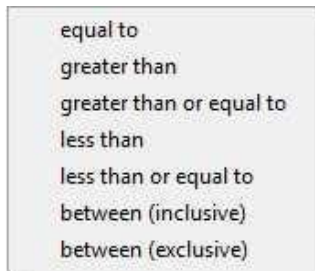 equal to
greater than
greater than or equal to
less than
less than or equal to
between (inclusive)
between (exclusive)